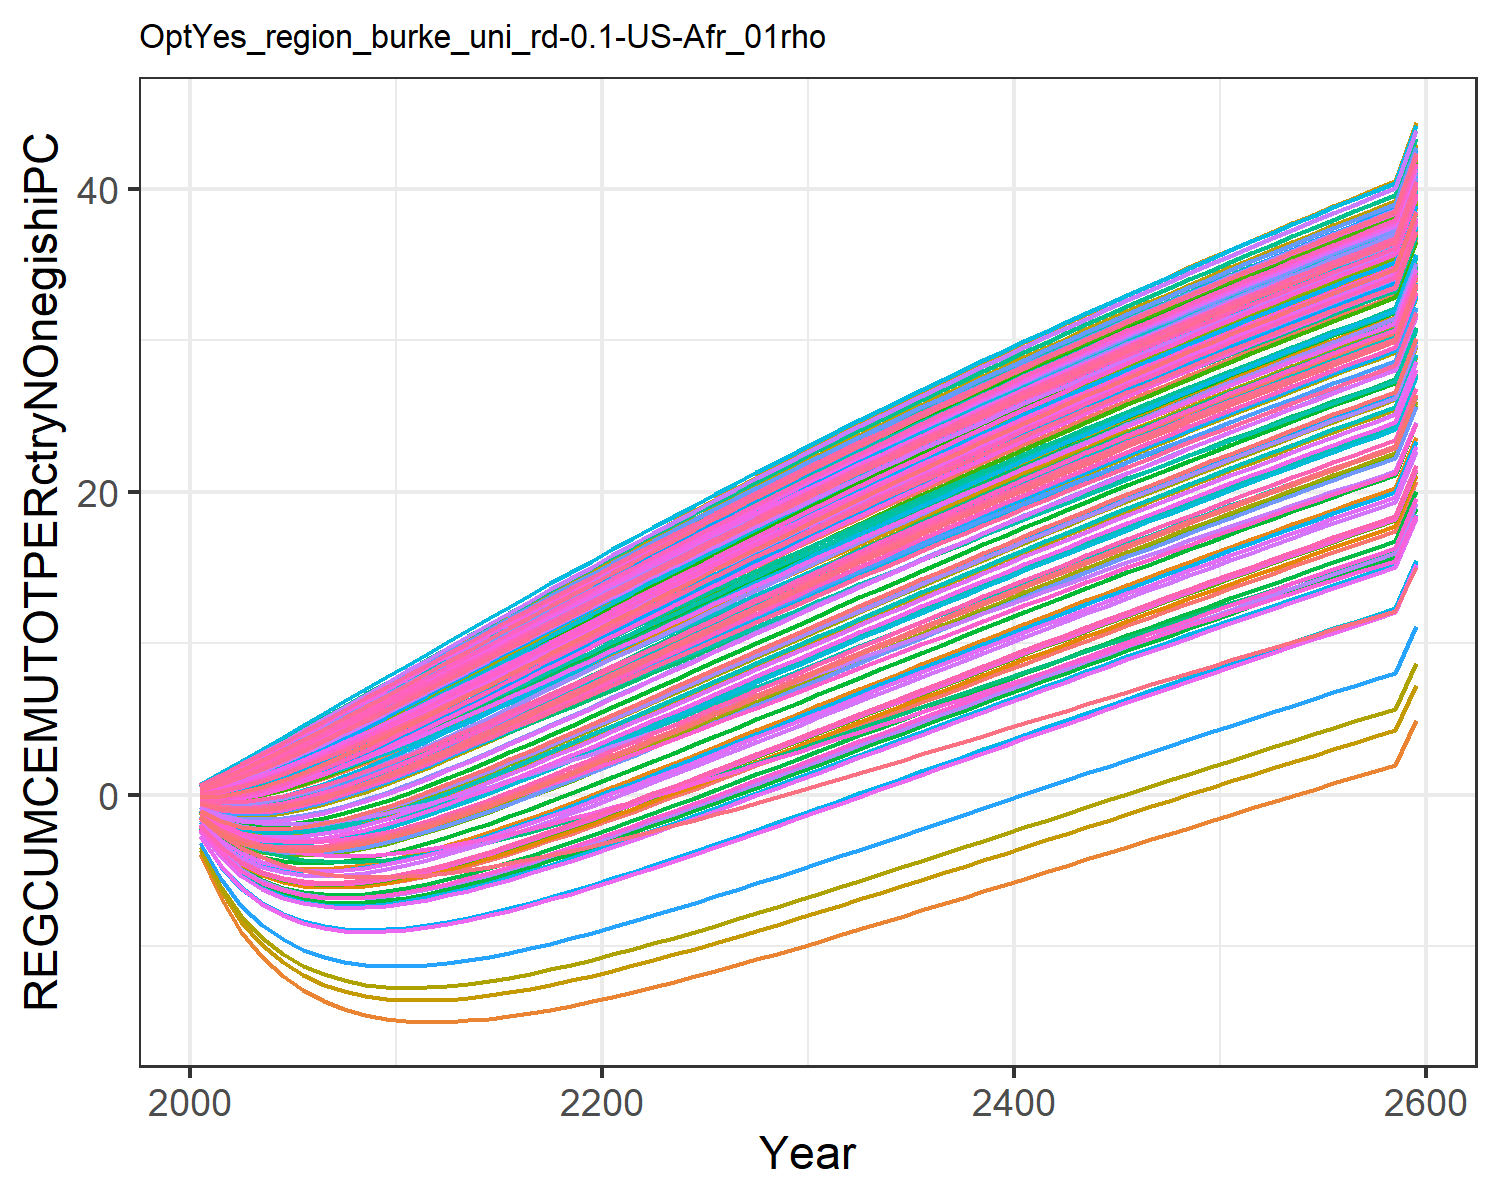 OptYes_region_burke_uni_rd-0.1-US-Afr_01rho
REGCUMCEMUTOTPERctryNOnegishiPC
40
20
0
2000
2200
2400
2600
Year